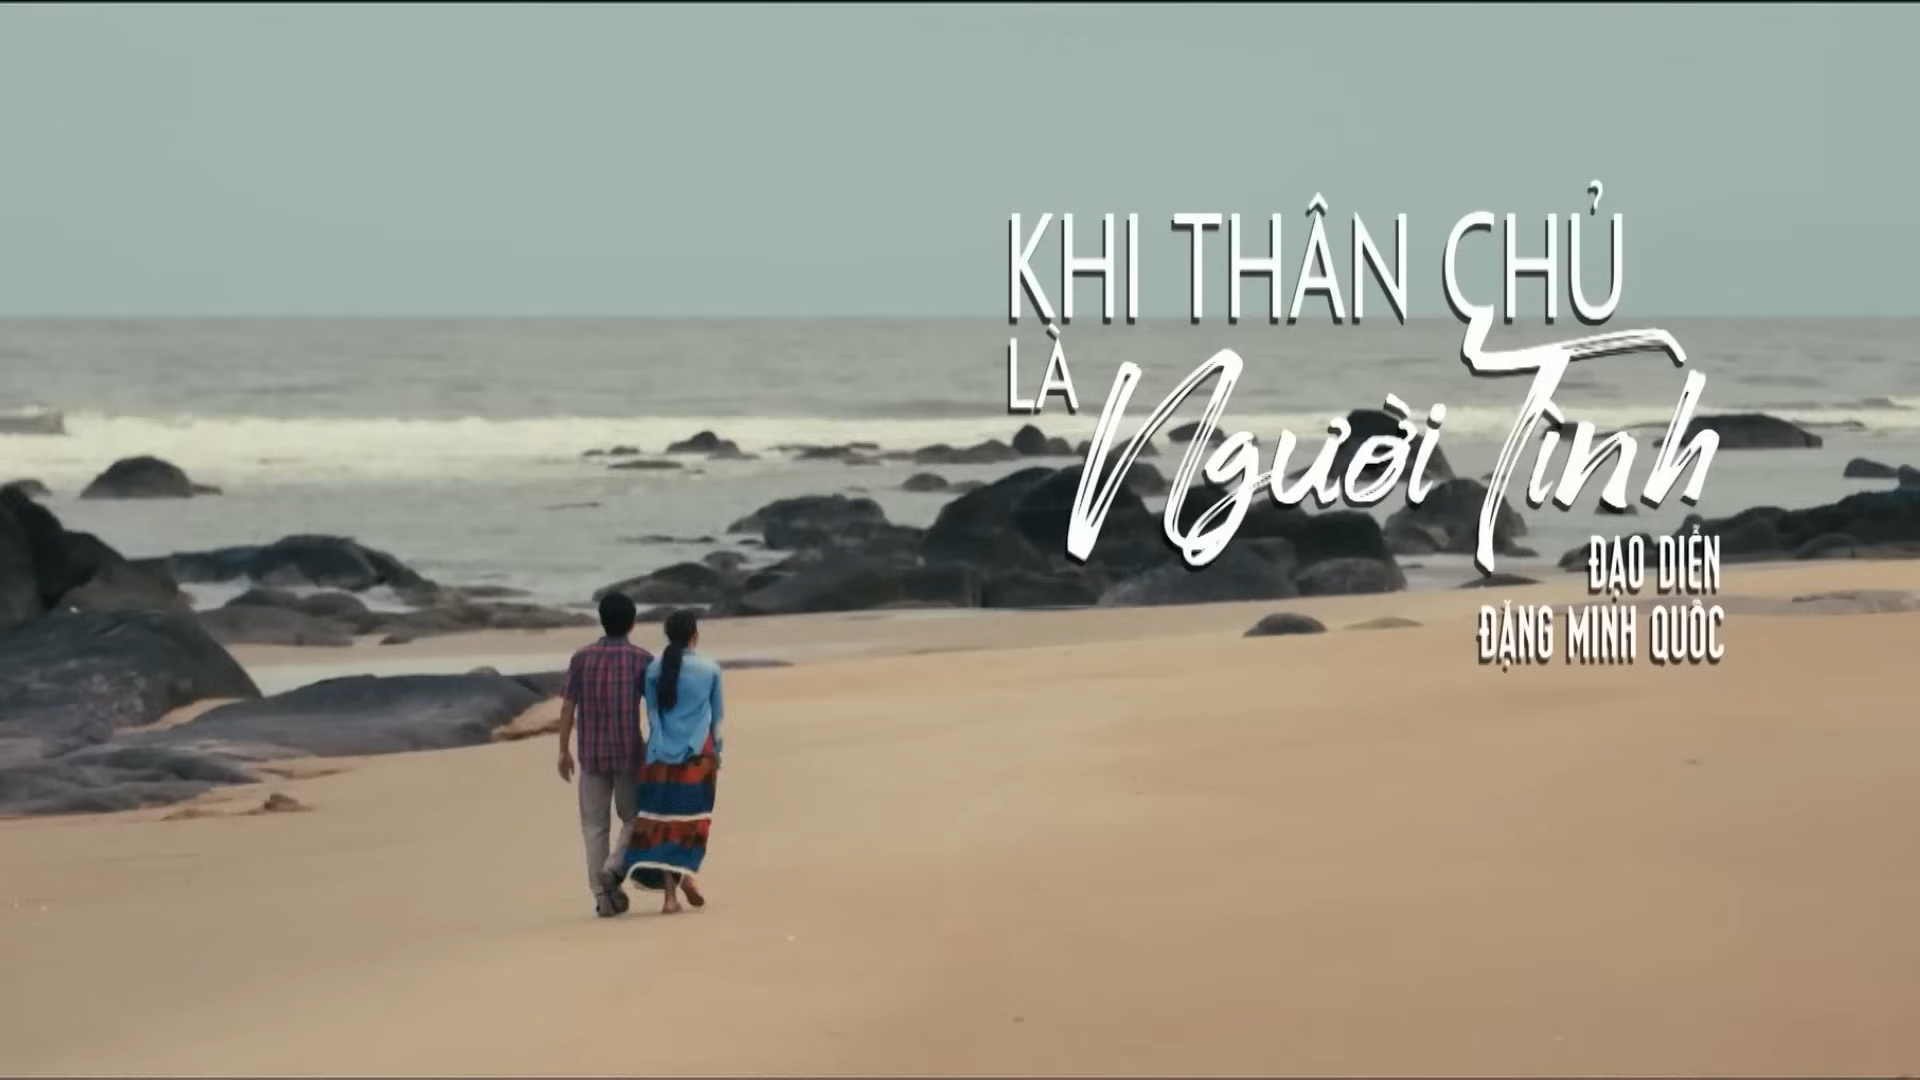 KHI THÂN CHỦ
LÀ Người Tình
ĐẠO DIỄN
ĐẶNG MINH QUỐC